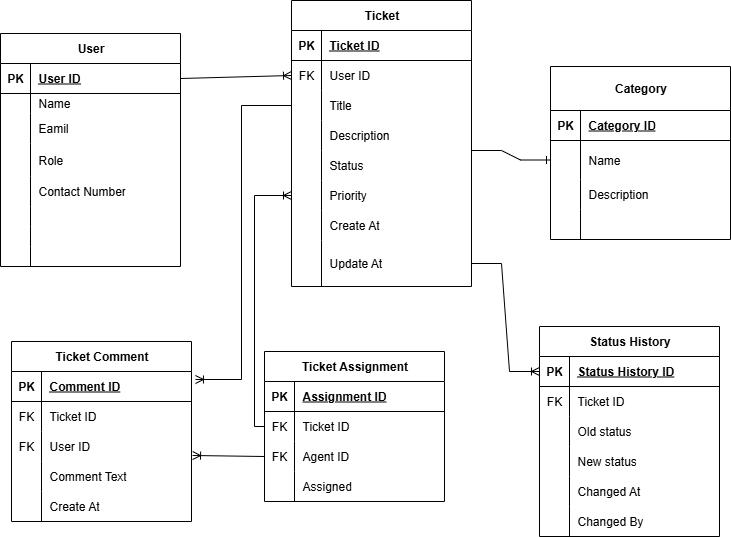 User
PK User ID
Name
Eamil
Role
Contact Number
Ticket
PK Ticket ID
FK User ID
Title
Description
Status
Priority
Create At
Update At
Category
PK Category ID
Name
Description
Ticket Comment
PK Comment ID
FK Ticket ID
FK User ID
Comment Text
Create At
Ticket Assignment
PK Assignment ID
FK Ticket ID
FK Agent ID
Assigned
Status History
PK Status History ID
FK Ticket ID
Old status
New status
Changed At
Changed By